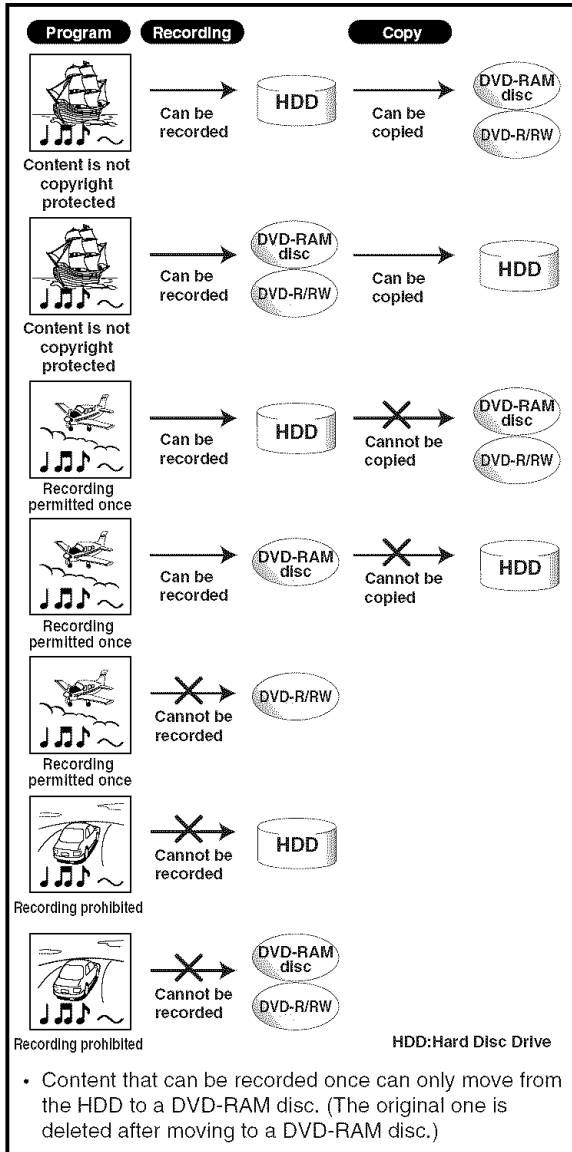 Program Recording Copy
Can be
recorded
HDD
Can be
copied
DVD-RAM
disc
DVD-R/RW
Content is not
copyright
protected
Can be
recorded
DVD-RAM
disc
DVD-R/RW
Can be
copied
HDD
Content is not
copyright
protected
Can be
recorded
HDD
Cannot be
copied
DVD-RAM
disc
DVD-R/RW
Recording
permitted once
Can be
recorded
DVD-RAM
disc
Cannot be
copied
HDD
Recording
permitted once
Cannot be
recorded
DVD-R/RW
Recording
permitted once
Cannot be
recorded
HDD
Recording prohibited
Cannot be
recorded
DVD-RAM
disc
DVD-R/RW
Recording prohibited
HDD:Hard Disc Drive
• Content that can be recorded once can only move from
the HDD to a DVD-RAM disc. (The original one is
deleted after moving to a DVD-RAM disc.)